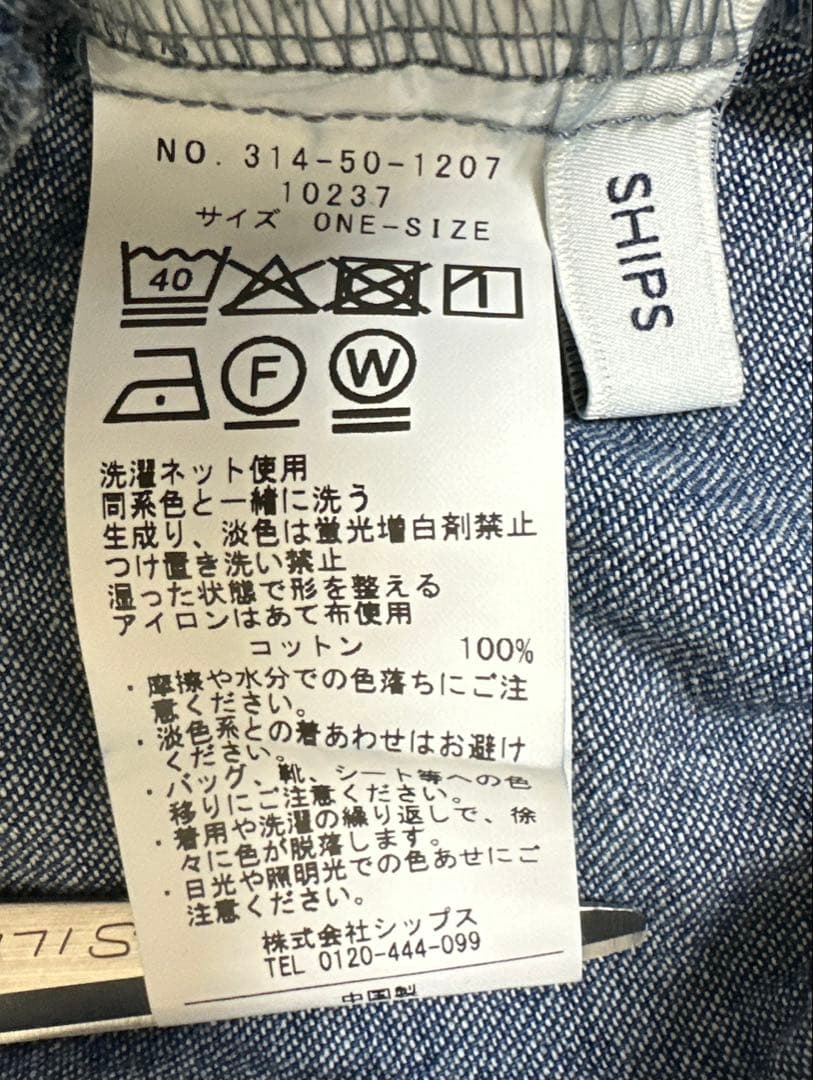 NO. 314-50-1207
10237
サイズ ONE-SIZE
SHIPS
40
F
W
洗濯ネット使用
同系色と一緒に洗う
生成り、淡色は蛍光増白剤禁止
つけ置き洗い禁止
湿った状態で形を整える
アイロンはあて布使用
コットン 100%
・摩擦や水分での色落ちにご注
意ください。
・淡色系との着あわせはお避け
ください。
・バッグ、靴、シート等への色
移りにご注意ください。
・着用や洗濯の繰り返しで、徐
々に色が脱落します。
・日光や照明光での色あせにご
注意ください。
株式会社シップス
TEL 0120-444-099
中国製